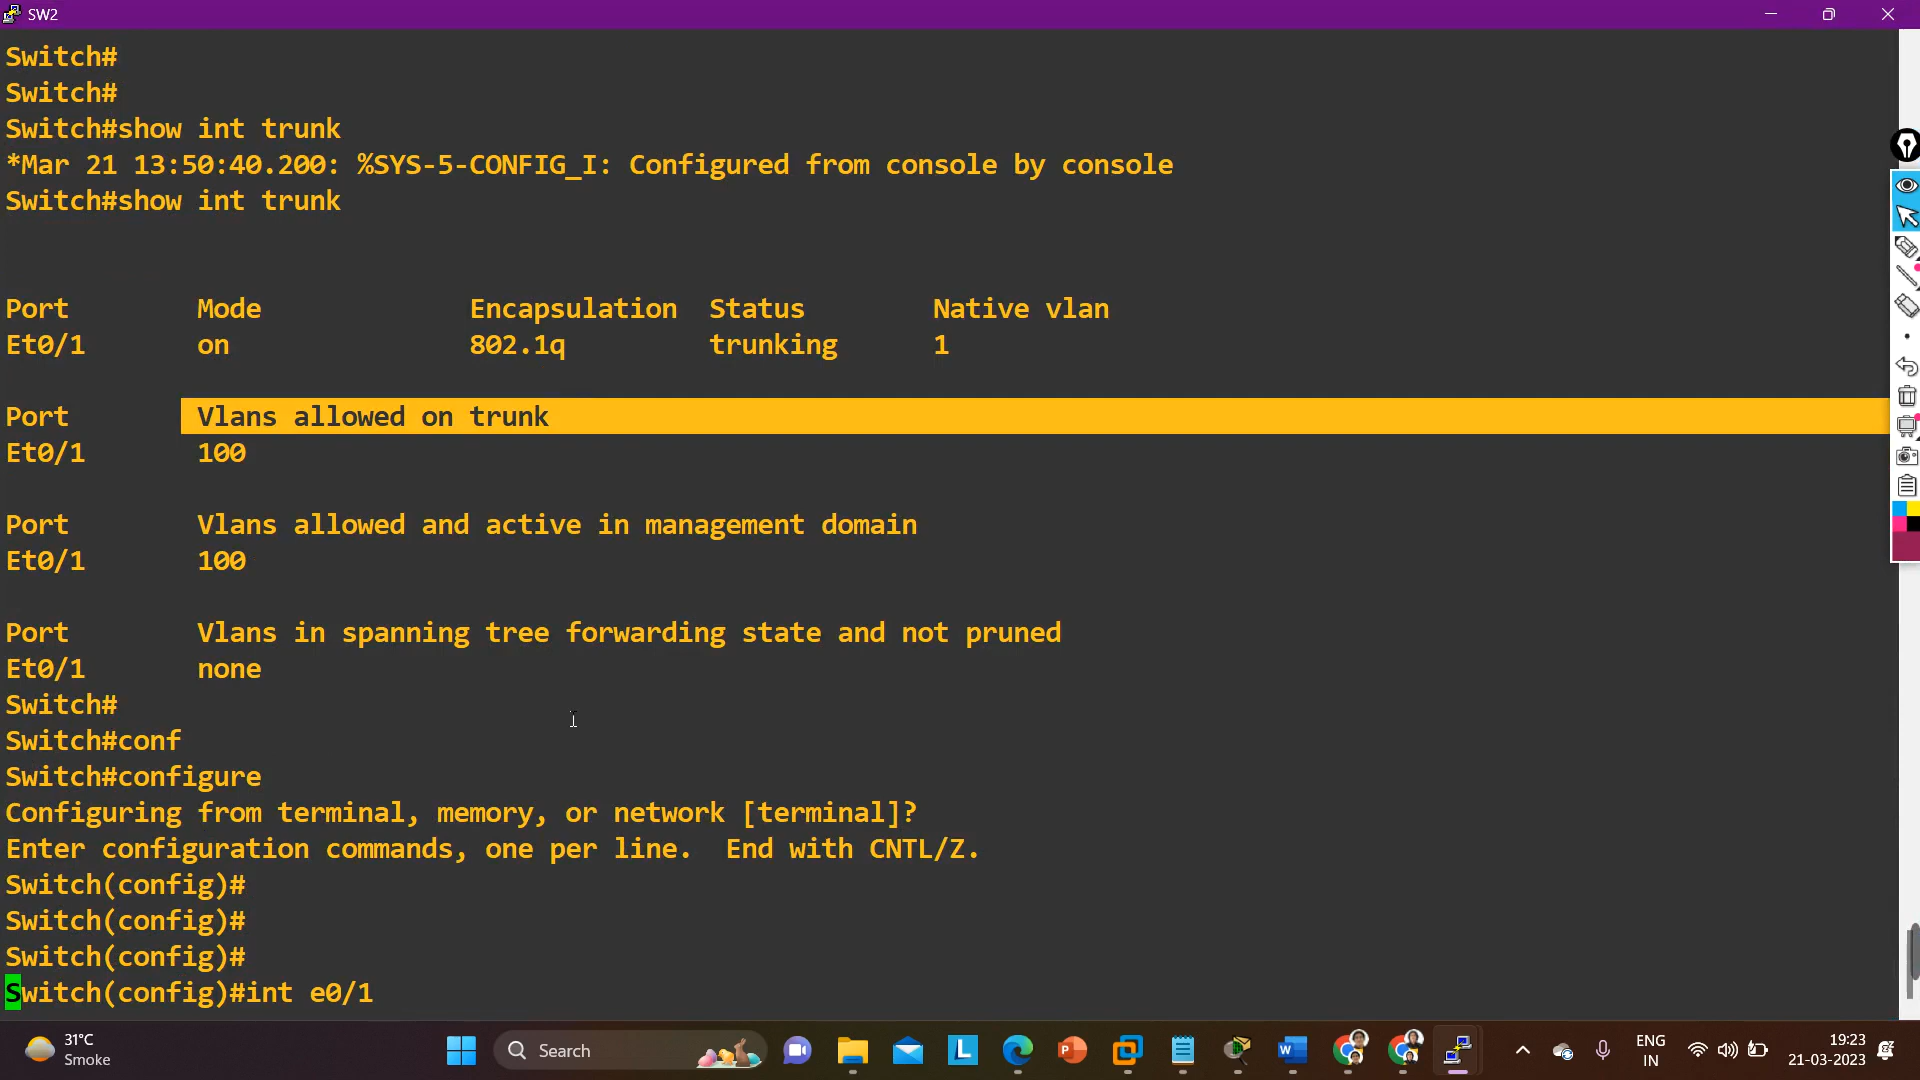 SW2
Switch#
Switch#
Switch#show int trunk
*Mar 21 13:50:40.200: %SYS-5-CONFIG_I: Configured from console by console
Switch#show int trunk
Port Mode Encapsulation Status Native vlan
Et0/1 on 802.1q trunking 1
Port Vlans allowed on trunk
Et0/1 100
Port Vlans allowed and active in management domain
Et0/1 100
Port Vlans in spanning tree forwarding state and not pruned
Et0/1 none
Switch#
Switch#conf
Switch#configure
Configuring from terminal, memory, or network [terminal]?
Enter configuration commands, one per line.  End with CNTL/Z.
Switch(config)#
Switch(config)#
Switch(config)#
Switch(config)#int e0/1
31°C
Smoke
Search
L
P
W
ENG
IN
19:23
21-03-2023